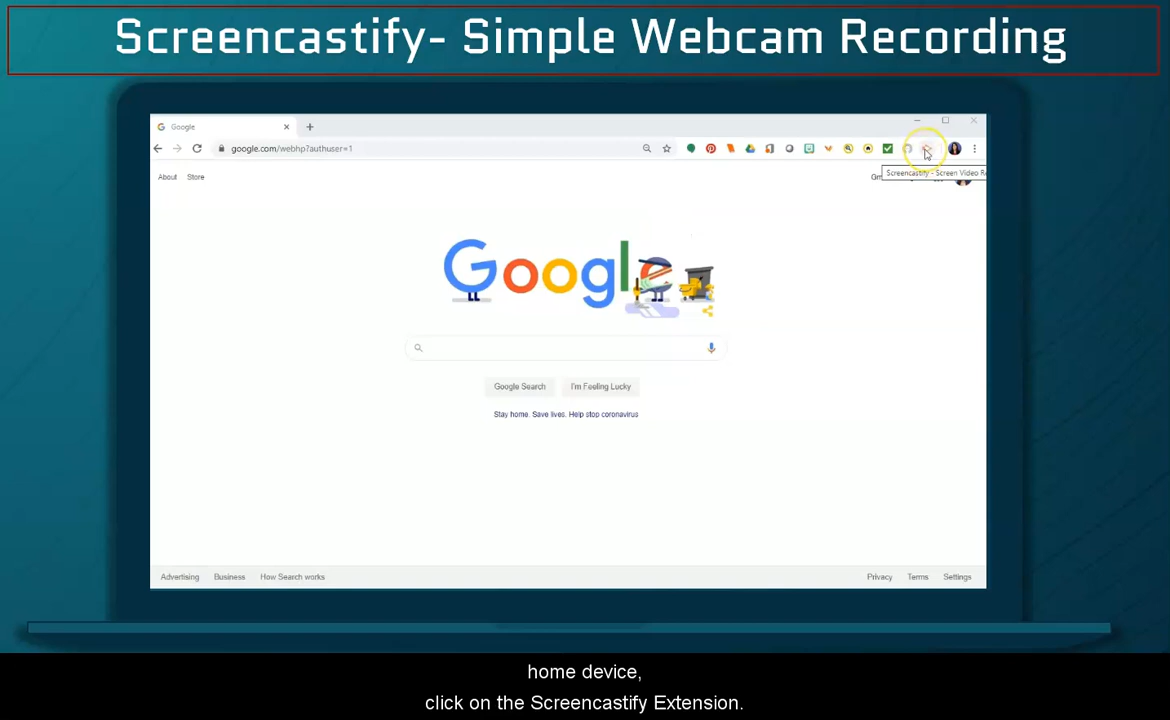 Screencastify- Simple Webcam Recording
Google
google.com/webhp?authuser=1
Screencastify - Screen Video R
About Store
Gm
Google
Google Search I'm Feeling Lucky
Stay home. Save lives. Help stop coronavirus
Advertising Business How Search works Privacy Terms Settings
home device,
click on the Screencastify Extension.